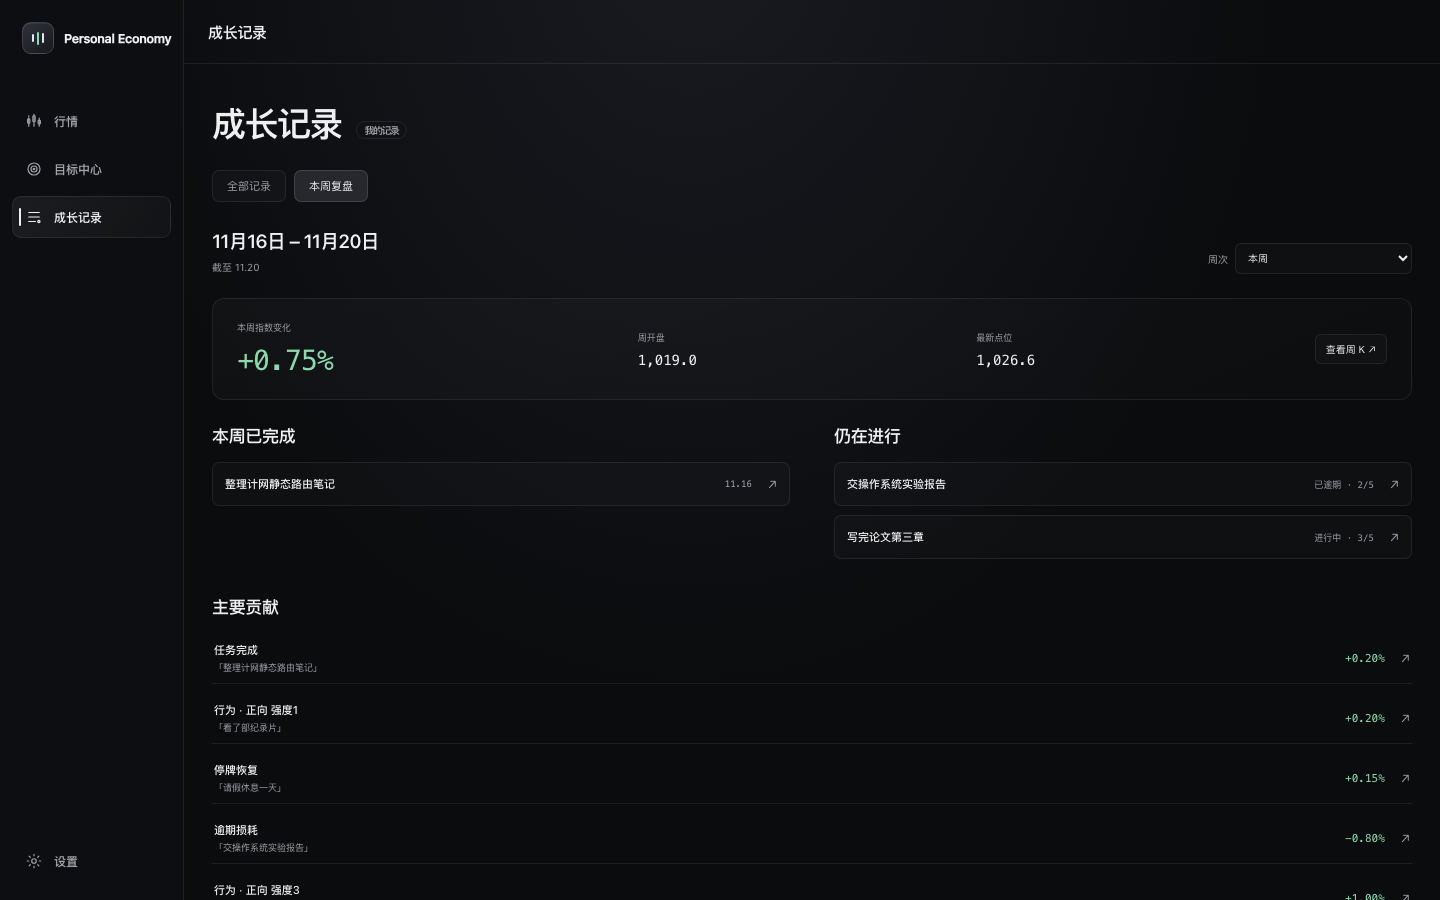 Personal Economy
行情
目标中心
成长记录
设置
成长记录
成长记录
我的记录
全部记录
本周复盘
11月16日 – 11月20日
截至 11.20
周次
本周
本周指数变化
+0.75%
周开盘
1,019.0
最新点位
1,026.6
查看周 K ↗
本周已完成
整理计网静态路由笔记
11.16 ↗
仍在进行
交操作系统实验报告
已逾期 · 2/5 ↗
写完论文第三章
进行中 · 3/5 ↗
主要贡献
任务完成
「整理计网静态路由笔记」
+0.20% ↗
行为 · 正向 强度1
「看了部纪录片」
+0.20% ↗
停牌恢复
「请假休息一天」
+0.15% ↗
逾期损耗
「交操作系统实验报告」
−0.80% ↗
行为 · 正向 强度3
+1.00% ↗